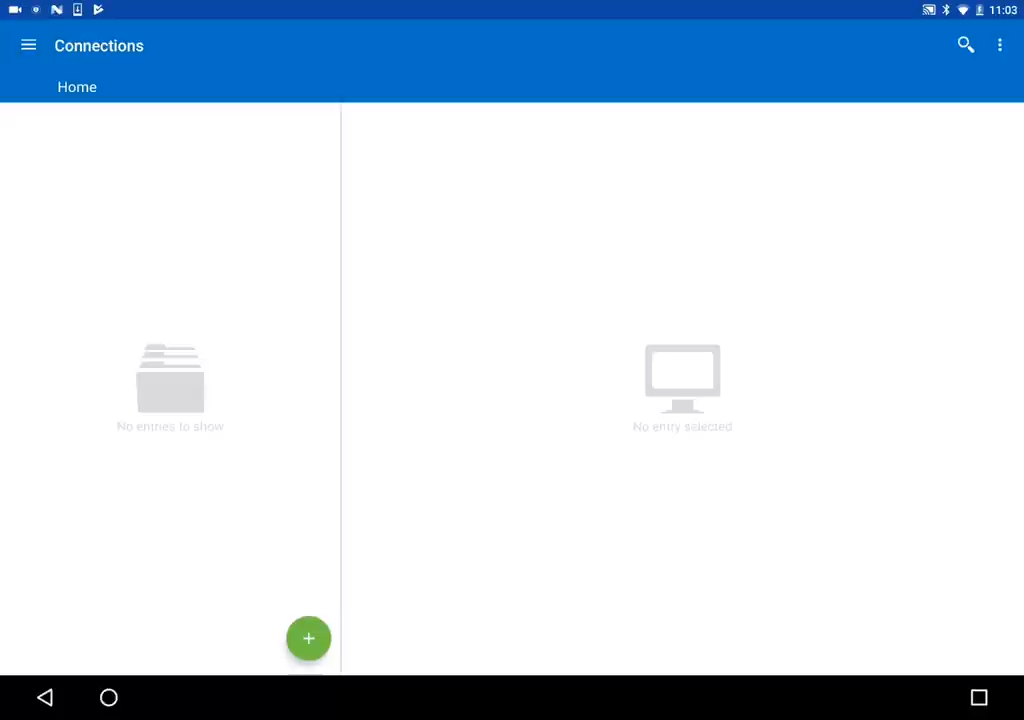 11:03
Connections
Home
No entries to show
No entry selected